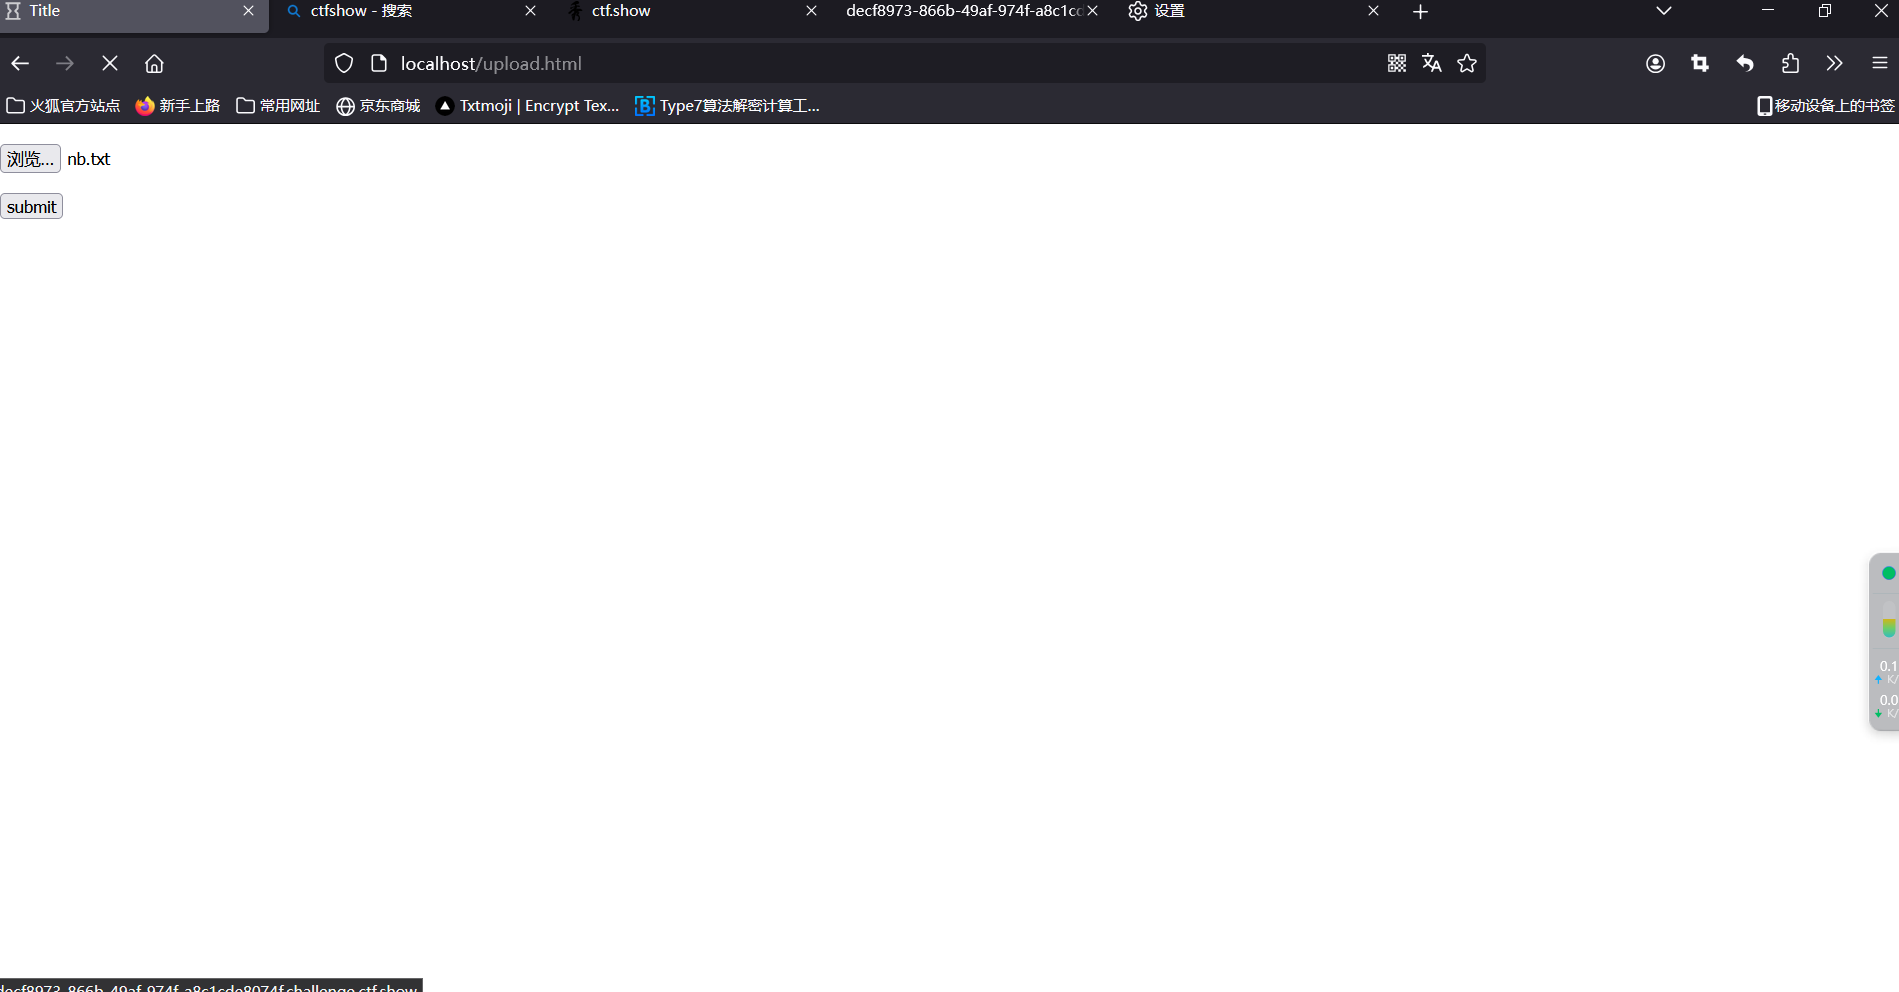 Title
ctfshow - 搜索
ctf.show
decf8973-866b-49af-974f-a8c1cd
设置
localhost/upload.html
火狐官方站点
新手上路
常用网址
京东商城
Txtmoji | Encrypt Tex...
Type7算法解密计算工...
移动设备上的书签
浏览... nb.txt
submit
0.1
K/
0.0
K/
decf8973-866b-49af-974f-a8c1cde8074f.challenge.ctf.show